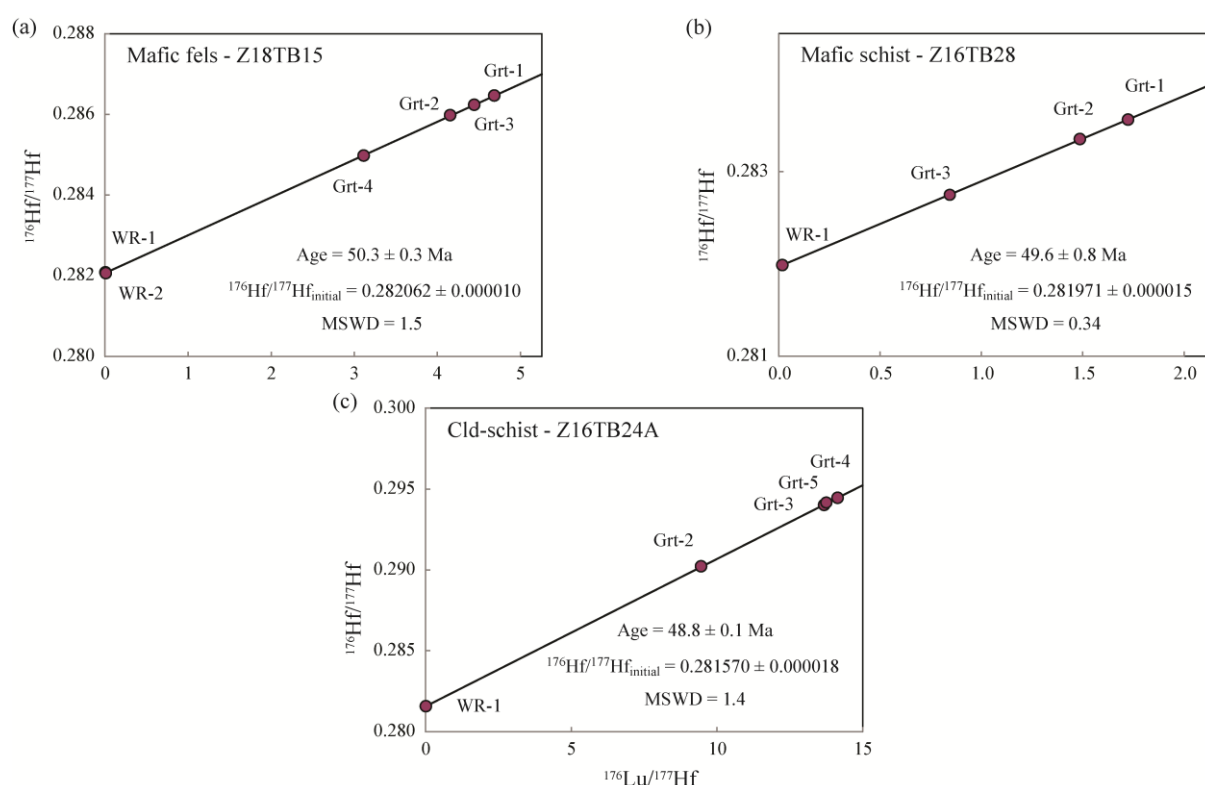 (a)
Mafic fels - Z18TB15
0.288
0.286
0.284
0.282
0.280
¹⁷⁶Hf/¹⁷⁷Hf
Grt-1
Grt-2
Grt-3
Grt-4
WR-1
WR-2
Age = 50.3 ± 0.3 Ma
¹⁷⁶Hf/¹⁷⁷Hf_initial = 0.282062 ± 0.000010
MSWD = 1.5
0 1 2 3 4 5
(b)
Mafic schist - Z16TB28
0.283
0.281
¹⁷⁶Hf/¹⁷⁷Hf
Grt-1
Grt-2
Grt-3
WR-1
Age = 49.6 ± 0.8 Ma
¹⁷⁶Hf/¹⁷⁷Hf_initial = 0.281971 ± 0.000015
MSWD = 0.34
0.0 0.5 1.0 1.5 2.0
(c)
Cld-schist - Z16TB24A
0.300
0.295
0.290
0.285
0.280
¹⁷⁶Hf/¹⁷⁷Hf
Grt-4
Grt-5
Grt-3
Grt-2
WR-1
Age = 48.8 ± 0.1 Ma
¹⁷⁶Hf/¹⁷⁷Hf_initial = 0.281570 ± 0.000018
MSWD = 1.4
0 5 10 15
¹⁷⁶Lu/¹⁷⁷Hf